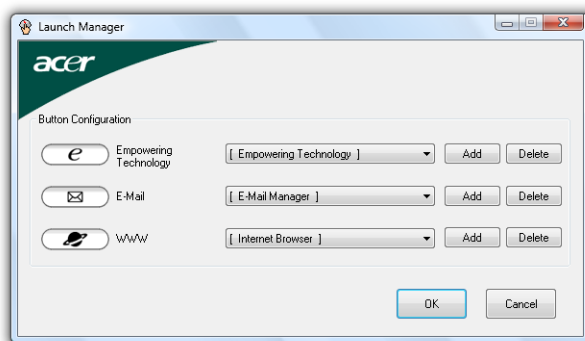 Launch Manager
acer
Button Configuration
e
Empowering
Technology
[ Empowering Technology ]
Add
Delete
E-Mail
[ E-Mail Manager ]
Add
Delete
WWW
[ Internet Browser ]
Add
Delete
OK
Cancel